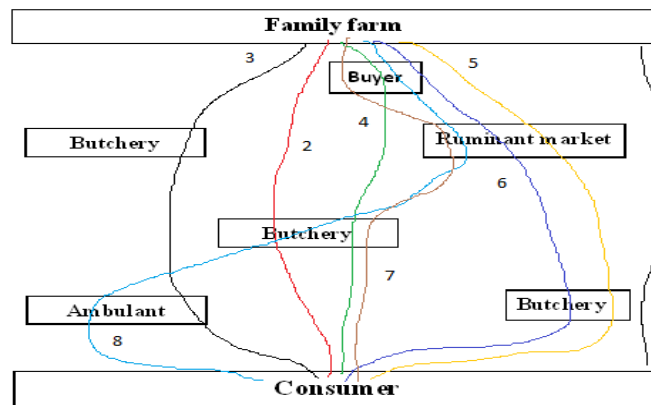 Family farm
3
5
Buyer
4
Butchery
2
Ruminant market
6
Butchery
7
Ambulant
Butchery
8
Consumer